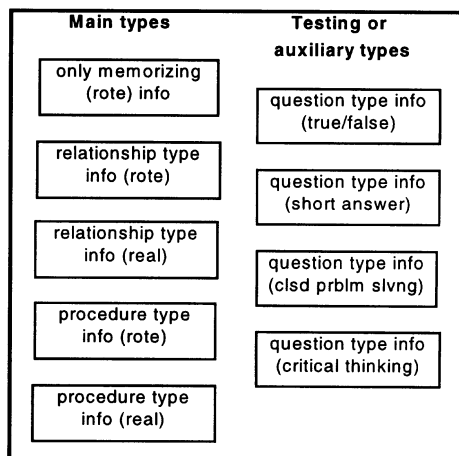 Main types
only memorizing
(rote) info
relationship type
info (rote)
relationship type
info (real)
procedure type
info (rote)
procedure type
info (real)
Testing or
auxiliary types
question type info
(true/false)
question type info
(short answer)
question type info
(clsd prblm slvng)
question type info
(critical thinking)